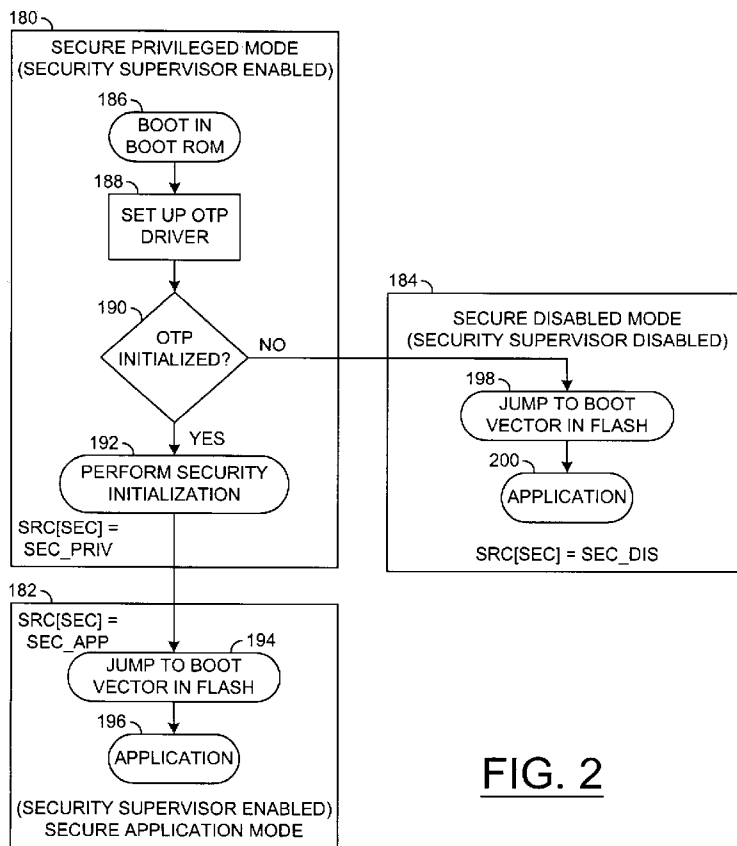 180
SECURE PRIVILEGED MODE
(SECURITY SUPERVISOR ENABLED)
186
BOOT IN
BOOT ROM
188
SET UP OTP
DRIVER
190
OTP
INITIALIZED?
NO
YES
192
PERFORM SECURITY
INITIALIZATION
SRC[SEC] =
SEC_PRIV
184
SECURE DISABLED MODE
(SECURITY SUPERVISOR DISABLED)
198
JUMP TO BOOT
VECTOR IN FLASH
200
APPLICATION
SRC[SEC] = SEC_DIS
182
SRC[SEC] =
SEC_APP
194
JUMP TO BOOT
VECTOR IN FLASH
196
APPLICATION
(SECURITY SUPERVISOR ENABLED)
SECURE APPLICATION MODE
FIG. 2